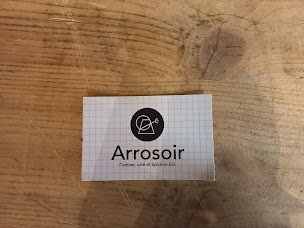 Arrosoir
Cantine, café et épicerie bio.